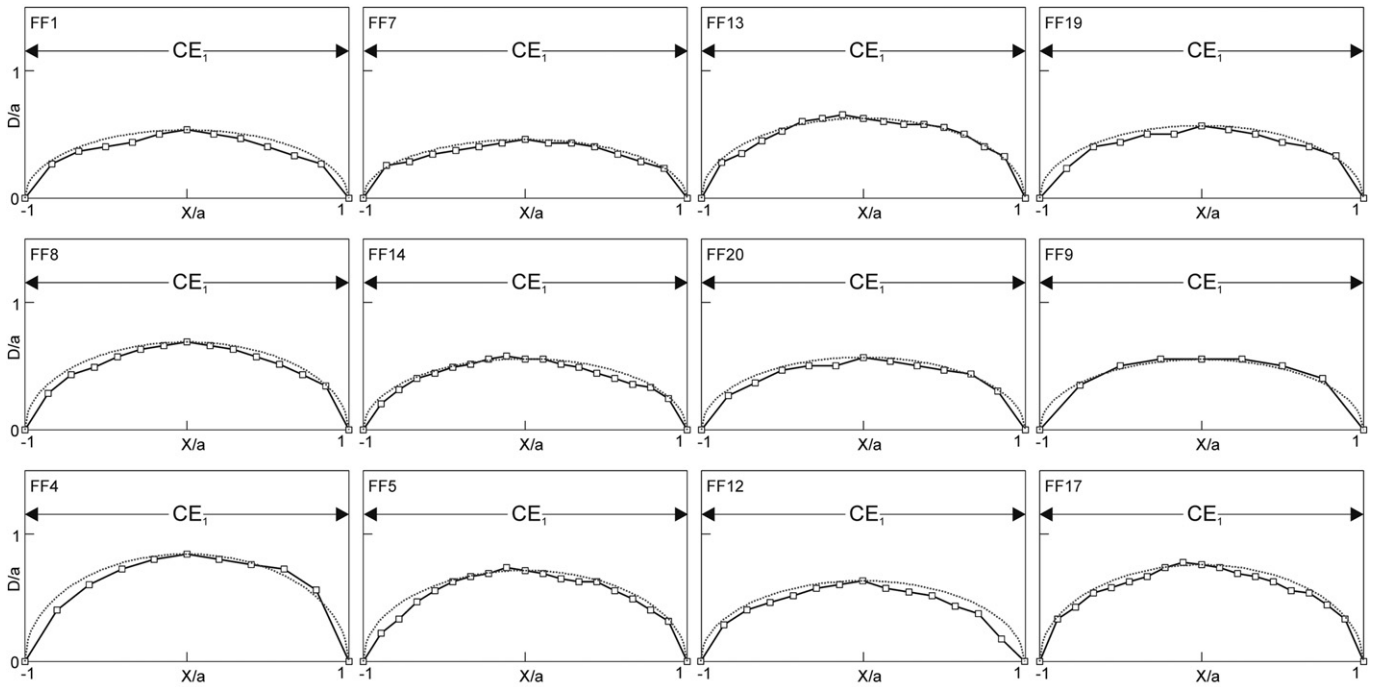 FF1
CE₁
1
D/a
0
-1
X/a
1
FF7
CE₁
-1
X/a
1
FF13
CE₁
-1
X/a
1
FF19
CE₁
-1
X/a
1
FF8
CE₁
1
D/a
0
-1
X/a
1
FF14
CE₁
-1
X/a
1
FF20
CE₁
-1
X/a
1
FF9
CE₁
-1
X/a
1
FF4
CE₁
1
D/a
0
-1
X/a
1
FF5
CE₁
-1
X/a
1
FF12
CE₁
-1
X/a
1
FF17
CE₁
-1
X/a
1